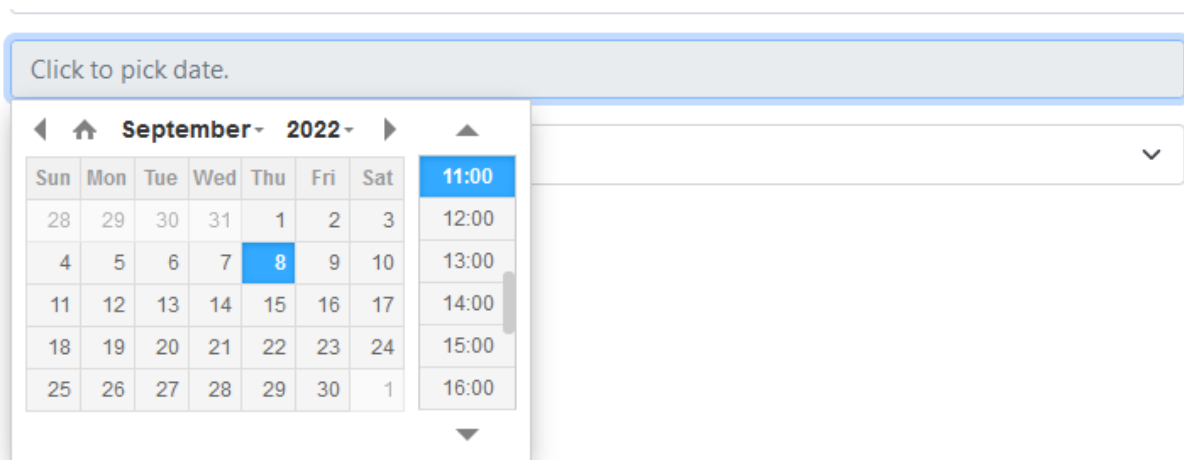 Click to pick date.
September 2022
Sun Mon Tue Wed Thu Fri Sat
28 29 30 31 1 2 3
4 5 6 7 8 9 10
11 12 13 14 15 16 17
18 19 20 21 22 23 24
25 26 27 28 29 30 1
11:00
12:00
13:00
14:00
15:00
16:00